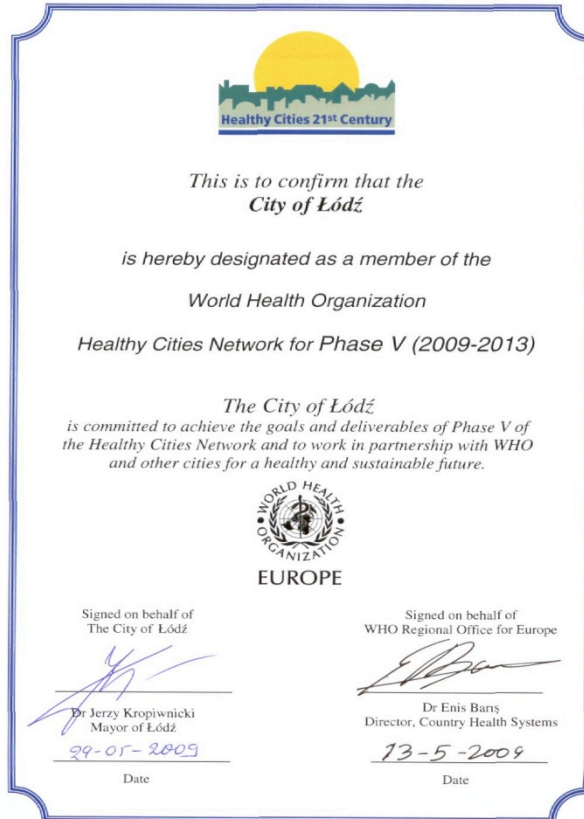 Healthy Cities 21st Century
This is to confirm that the
City of Łódź
is hereby designated as a member of the
World Health Organization
Healthy Cities Network for Phase V (2009-2013)
The City of Łódź
is committed to achieve the goals and deliverables of Phase V of
the Healthy Cities Network and to work in partnership with WHO
and other cities for a healthy and sustainable future.
WORLD HEALTH
ORGANIZATION
EUROPE
Signed on behalf of
The City of Łódź
Dr Jerzy Kropiwnicki
Mayor of Łódź
29-05-2009
Date
Signed on behalf of
WHO Regional Office for Europe
Dr Enis Barış
Director, Country Health Systems
13-5-2009
Date